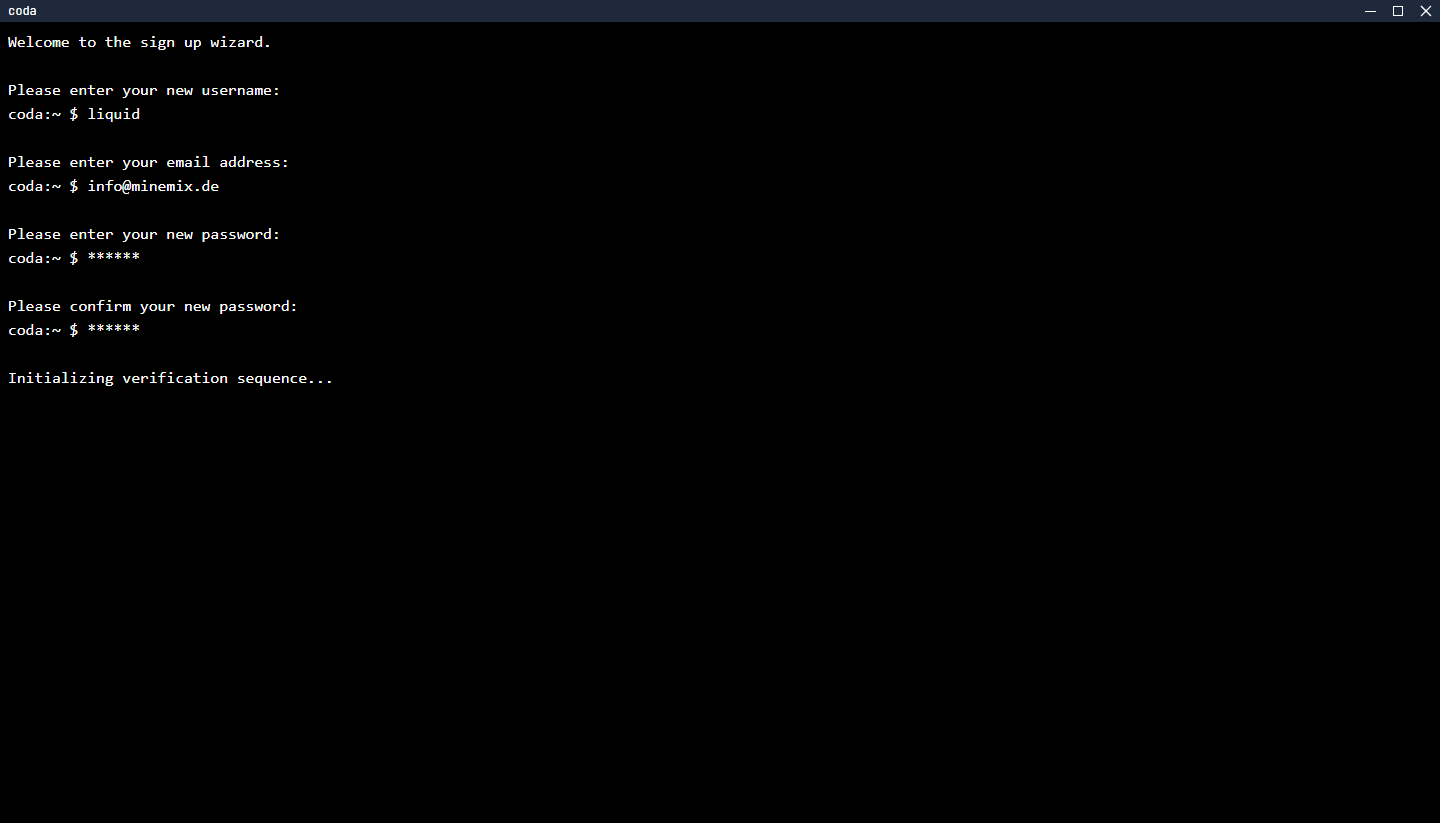 coda
Welcome to the sign up wizard.
Please enter your new username:
coda:~ $ liquid
Please enter your email address:
coda:~ $ info@minemix.de
Please enter your new password:
coda:~ $ ******
Please confirm your new password:
coda:~ $ ******
Initializing verification sequence...